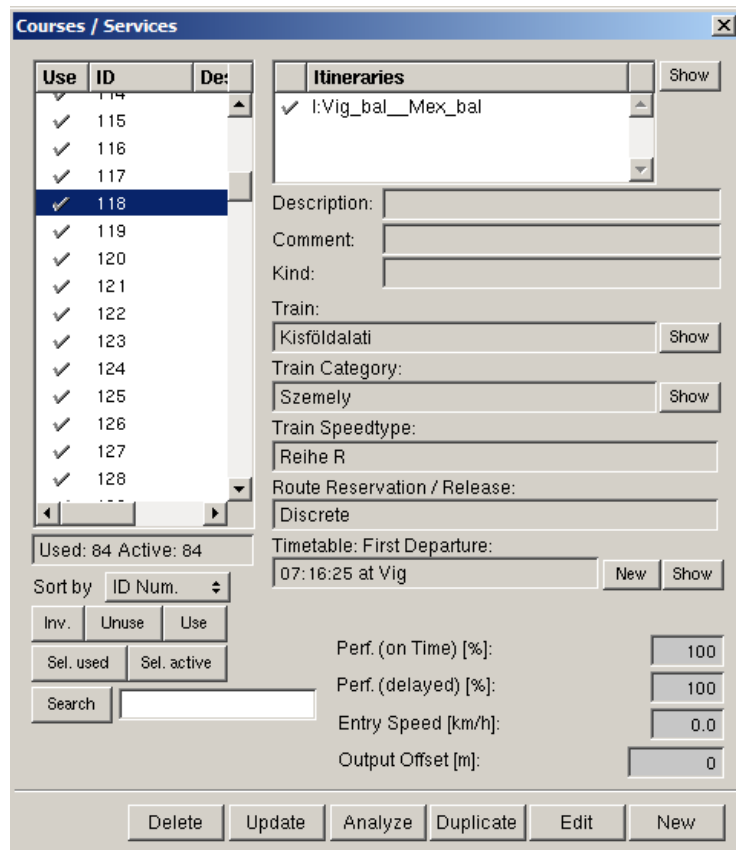 Courses / Services
Use ID Des
114
115
116
117
118
119
120
121
122
123
124
125
126
127
128
Used: 84 Active: 84
Sort by ID Num.
Inv. Unuse Use
Sel. used Sel. active
Search
Itineraries Show
I:Vig_bal__Mex_bal
Description:
Comment:
Kind:
Train:
Kisföldalati Show
Train Category:
Szemely Show
Train Speedtype:
Reihe R
Route Reservation / Release:
Discrete
Timetable: First Departure:
07:16:25 at Vig New Show
Perf. (on Time) [%]: 100
Perf. (delayed) [%]: 100
Entry Speed [km/h]: 0.0
Output Offset [m]: 0
Delete Update Analyze Duplicate Edit New